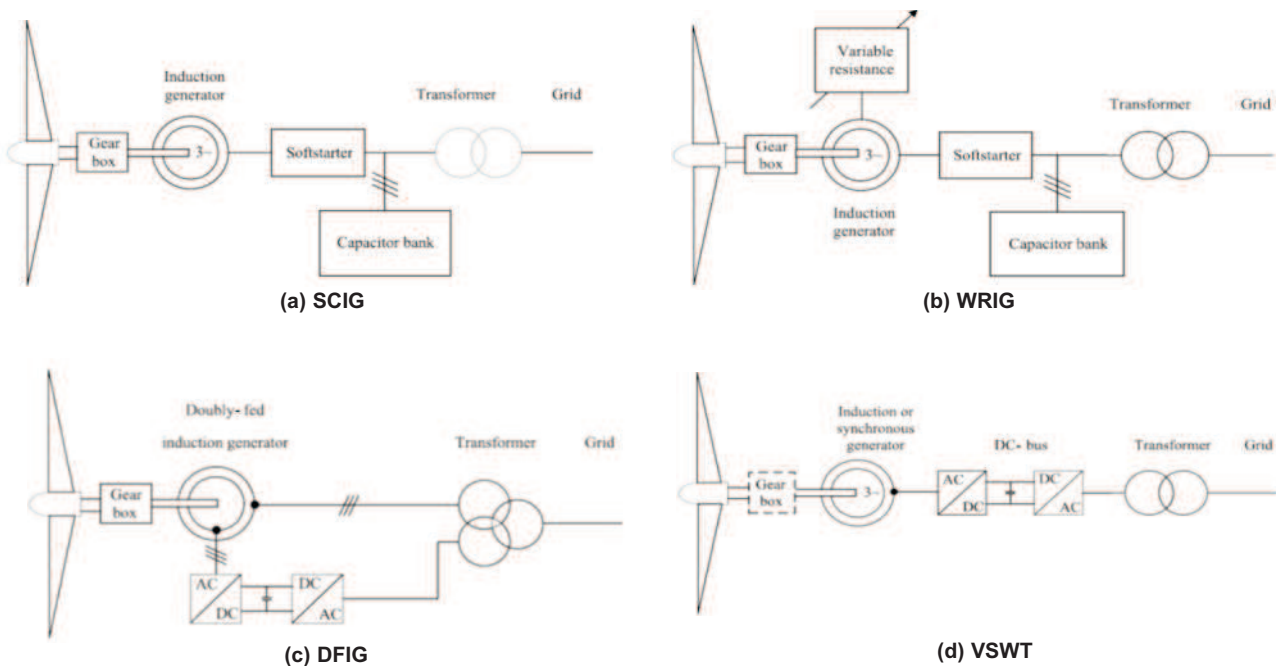 Induction
generator
Transformer
Grid
Gear
box
3~
Softstarter
Capacitor bank
(a) SCIG
Variable
resistance
Transformer
Grid
Gear
box
3~
Softstarter
Induction
generator
Capacitor bank
(b) WRIG
Doubly- fed
induction generator
Transformer
Grid
Gear
box
AC
DC
DC
AC
(c) DFIG
Induction or
synchronous
generator
DC- bus
Transformer
Grid
Gear
box
3~
AC
DC
DC
AC
(d) VSWT